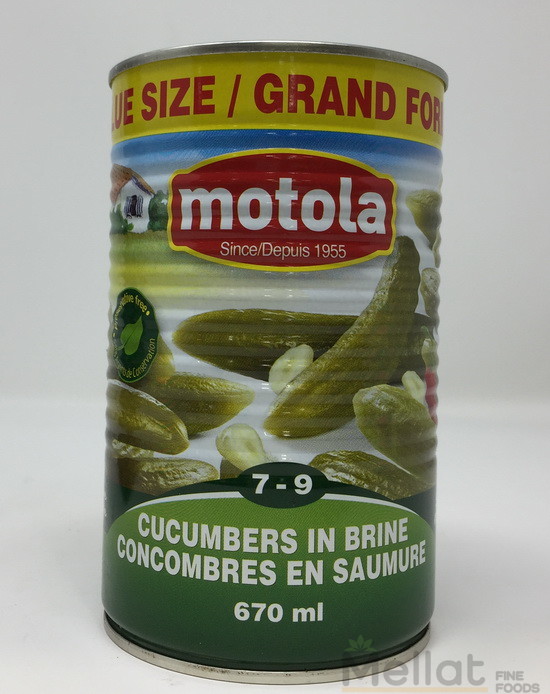 UE SIZE / GRAND FOR
motola
Since/Depuis 1955
7 - 9
CUCUMBERS IN BRINE
CONCOMBRES EN SAUMURE
670 ml
Mellat FINE
FOODS